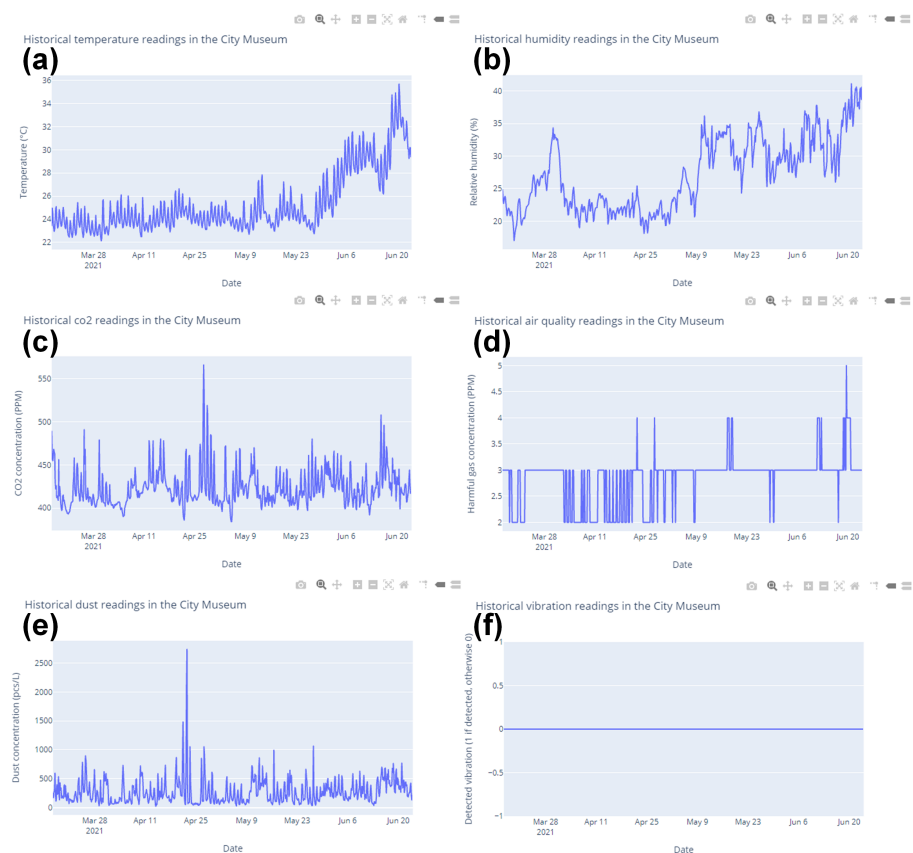 Historical temperature readings in the City Museum
(a)
36
34
32
30
28
26
24
22
Temperature (°C)
Mar 28
2021
Apr 11
Apr 25
May 9
May 23
Jun 6
Jun 20
Date
Historical humidity readings in the City Museum
(b)
40
35
30
25
20
Relative humidity (%)
Mar 28
2021
Apr 11
Apr 25
May 9
May 23
Jun 6
Jun 20
Date
Historical co2 readings in the City Museum
(c)
550
500
450
400
CO2 concentration (PPM)
Mar 28
2021
Apr 11
Apr 25
May 9
May 23
Jun 6
Jun 20
Date
Historical air quality readings in the City Museum
(d)
5
4.5
4
3.5
3
2.5
2
Harmful gas concentration (PPM)
Mar 28
2021
Apr 11
Apr 25
May 9
May 23
Jun 6
Jun 20
Date
Historical dust readings in the City Museum
(e)
2500
2000
1500
1000
500
0
Dust concentration (pcs/L)
Mar 28
2021
Apr 11
Apr 25
May 9
May 23
Jun 6
Jun 20
Date
Historical vibration readings in the City Museum
(f)
1
0.5
0
−0.5
−1
Detected vibration (1 if detected, otherwise 0)
Mar 28
2021
Apr 11
Apr 25
May 9
May 23
Jun 6
Jun 20
Date